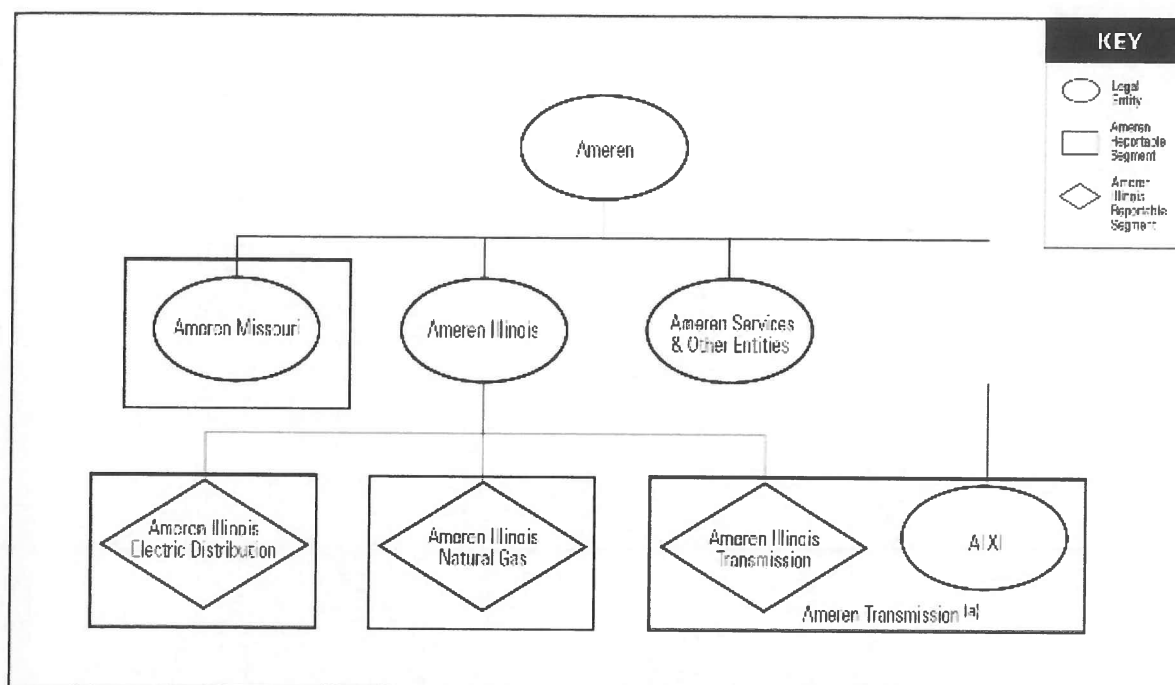 KEY
Legal
Entity
Ameren
Reportable
Segment
Ameren
Illinois
Reportable
Segment
Ameren
Ameren Missouri
Ameren Illinois
Ameren Services
& Other Entities
Ameren Illinois
Electric Distribution
Ameren Illinois
Natural Gas
Ameren Illinois
Transmission
ATXI
Ameren Transmission (a)